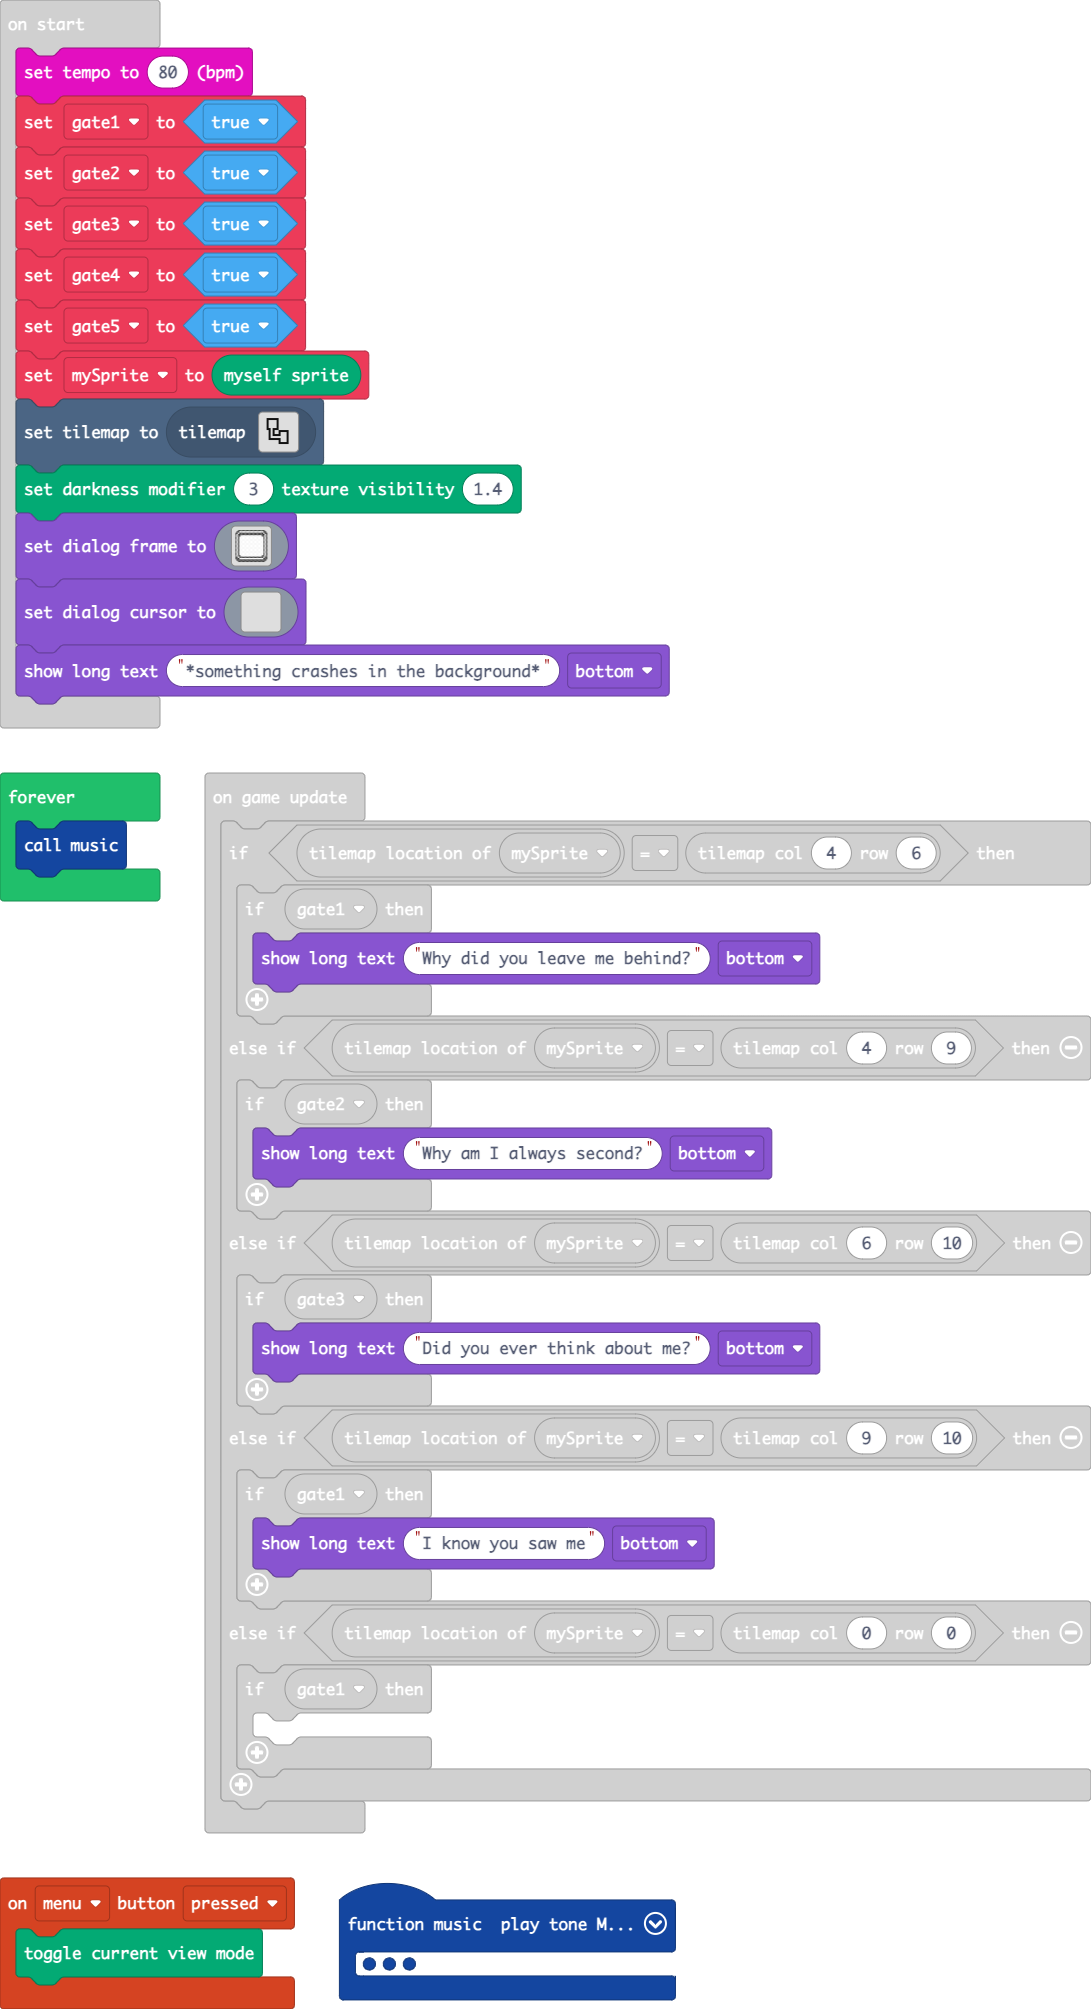 on start
set tempo to 80 (bpm)
set gate1 to true
set gate2 to true
set gate3 to true
set gate4 to true
set gate5 to true
set mySprite to myself sprite
set tilemap to tilemap
set darkness modifier 3 texture visibility 1.4
set dialog frame to
set dialog cursor to
show long text "*something crashes in the background*" bottom
forever
call music
on game update
if tilemap location of mySprite = tilemap col 4 row 6 then
if gate1 then
show long text "Why did you leave me behind?" bottom
else if tilemap location of mySprite = tilemap col 4 row 9 then
if gate2 then
show long text "Why am I always second?" bottom
else if tilemap location of mySprite = tilemap col 6 row 10 then
if gate3 then
show long text "Did you ever think about me?" bottom
else if tilemap location of mySprite = tilemap col 9 row 10 then
if gate1 then
show long text "I know you saw me" bottom
else if tilemap location of mySprite = tilemap col 0 row 0 then
if gate1 then
on menu button pressed
toggle current view mode
function music play tone M...